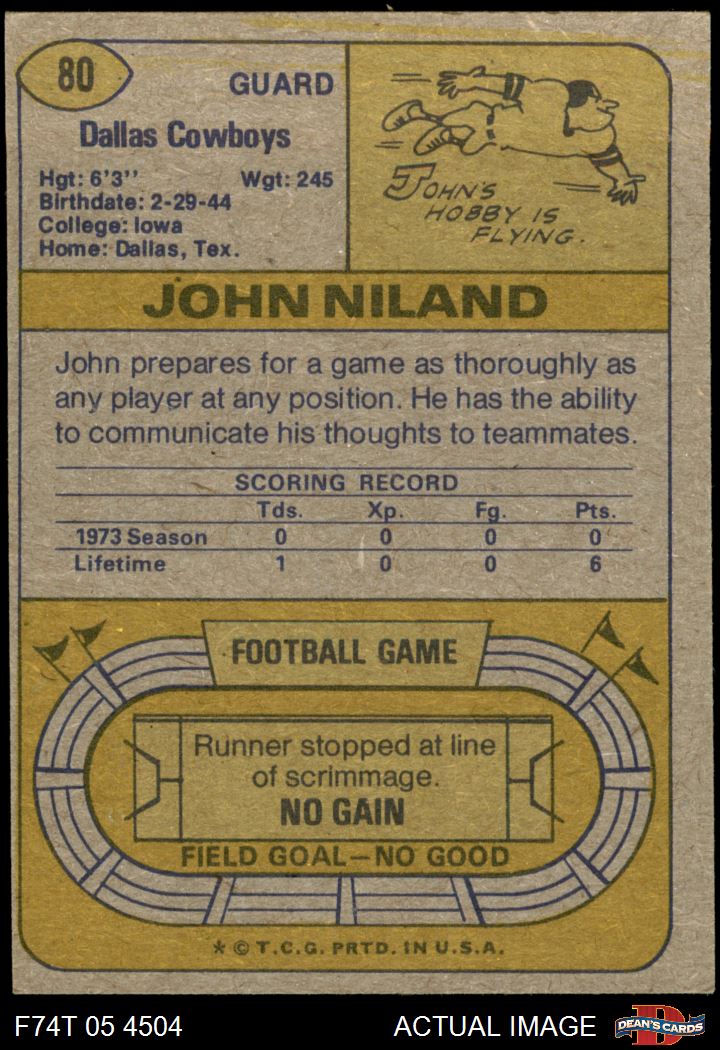 80
GUARD
Dallas Cowboys
Hgt: 6'3'' Wgt: 245
Birthdate: 2-29-44
College: Iowa
Home: Dallas, Tex.
JOHN'S
HOBBY IS
FLYING.
JOHN NILAND
John prepares for a game as thoroughly as
any player at any position. He has the ability
to communicate his thoughts to teammates.
SCORING RECORD
Tds. Xp. Fg. Pts.
1973 Season 0 0 0 0
Lifetime 1 0 0 6
FOOTBALL GAME
Runner stopped at line
of scrimmage.
NO GAIN
FIELD GOAL—NO GOOD
* © T.C.G. PRTD. IN U.S.A.
F74T 05 4504 ACTUAL IMAGE D DEAN'S CARDS